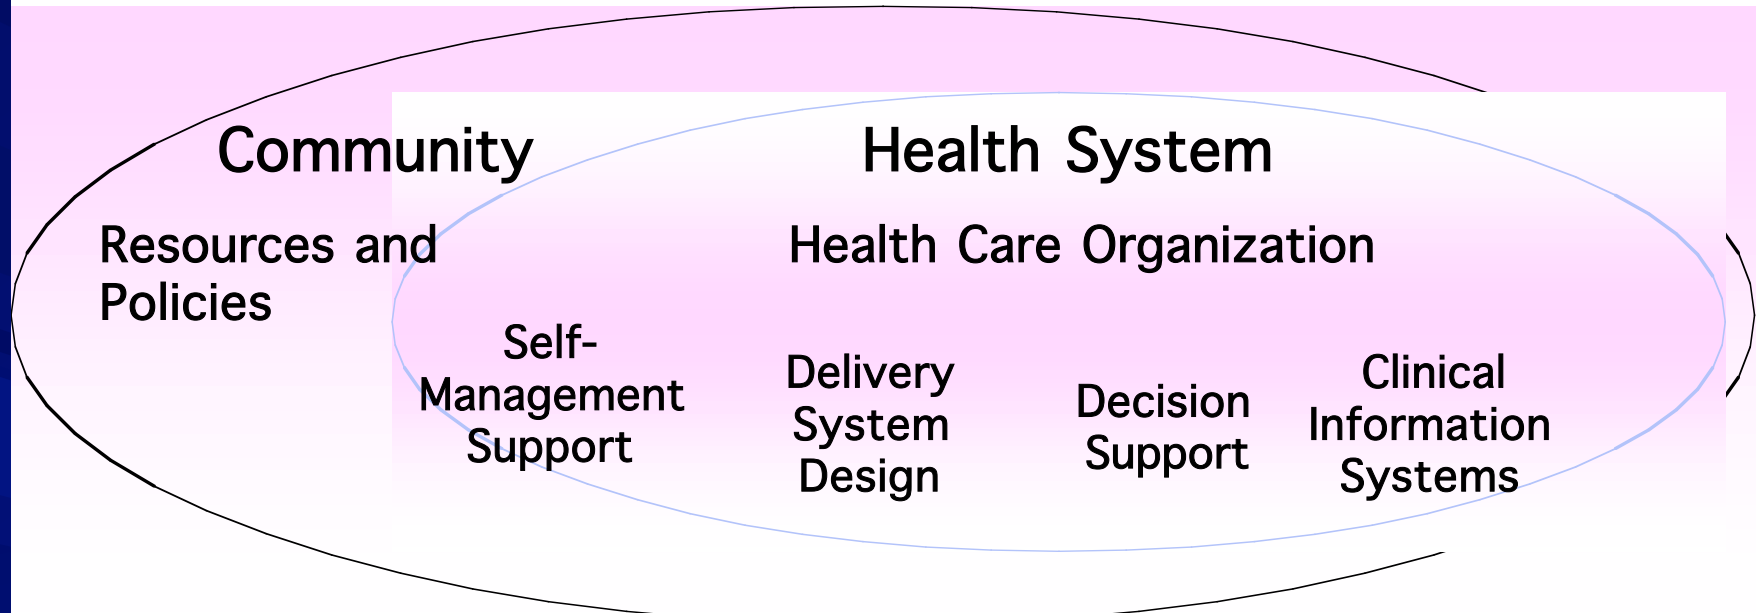 Community
Health System
Resources and
Policies
Health Care Organization
Self-
Management
Support
Delivery
System
Design
Decision
Support
Clinical
Information
Systems